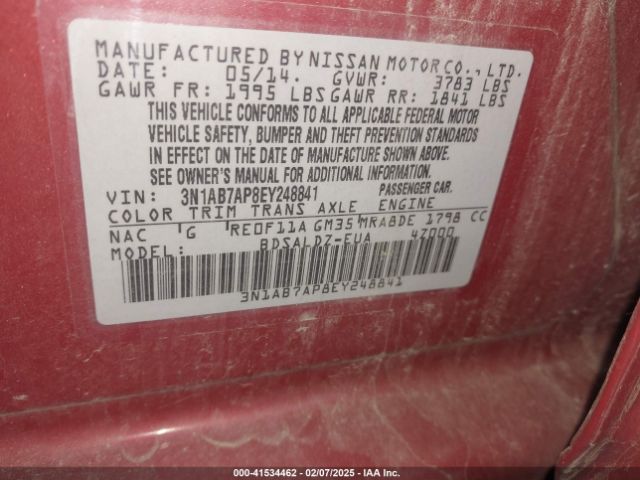 MANUFACTURED BY NISSAN MOTOR CO., LTD.
DATE: 05/14. GVWR: 3783 LBS
GAWR FR: 1995 LBS GAWR RR: 1841 LBS
THIS VEHICLE CONFORMS TO ALL APPLICABLE FEDERAL MOTOR
VEHICLE SAFETY, BUMPER AND THEFT PREVENTION STANDARDS
IN EFFECT ON THE DATE OF MANUFACTURE SHOWN ABOVE.
SEE OWNER'S MANUAL FOR ADDITIONAL INFORMATION.
VIN: 3N1AB7AP8EY248841 PASSENGER CAR.
COLOR TRIM TRANS AXLE ENGINE
NAC G RE0F11A GM35 MRA8DE 1798 CC
MODEL: BDSALDZ-EUA 47000
3N1AB7AP8EY248841
000-41534462 — 02/07/2025 — IAA Inc.